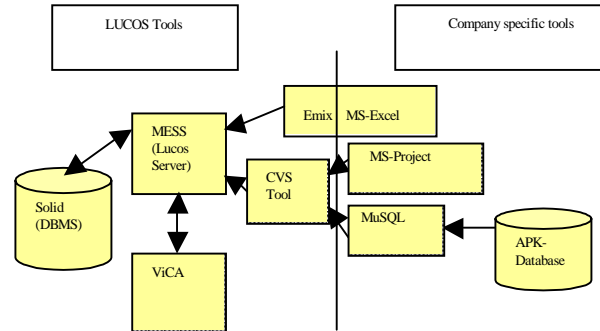 LUCOS Tools
Company specific tools
Emix MS-Excel
MESS
(Lucos
Server)
CVS
Tool
MS-Project
Solid
(DBMS)
MuSQL
APK-
Database
ViCA